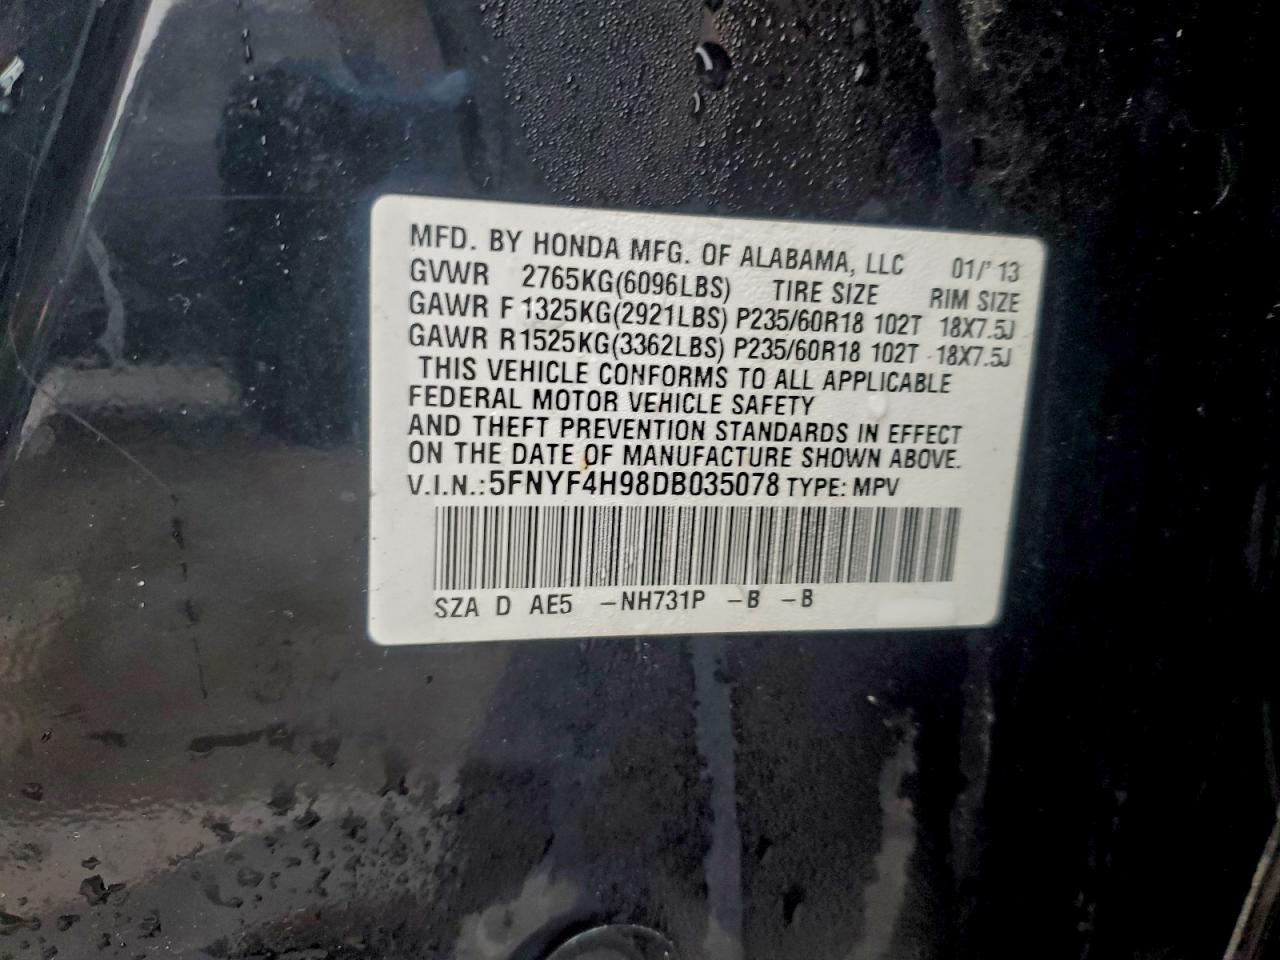 MFD. BY HONDA MFG. OF ALABAMA, LLC 01/' 13
GVWR 2765KG(6096LBS) TIRE SIZE RIM SIZE
GAWR F 1325KG(2921LBS) P235/60R18 102T 18X7.5J
GAWR R1525KG(3362LBS) P235/60R18 102T 18X7.5J
THIS VEHICLE CONFORMS TO ALL APPLICABLE
FEDERAL MOTOR VEHICLE SAFETY
AND THEFT PREVENTION STANDARDS IN EFFECT
ON THE DATE OF MANUFACTURE SHOWN ABOVE.
V.I.N.:5FNYF4H98DB035078 TYPE: MPV
SZA D AE5 –NH731P –B –B